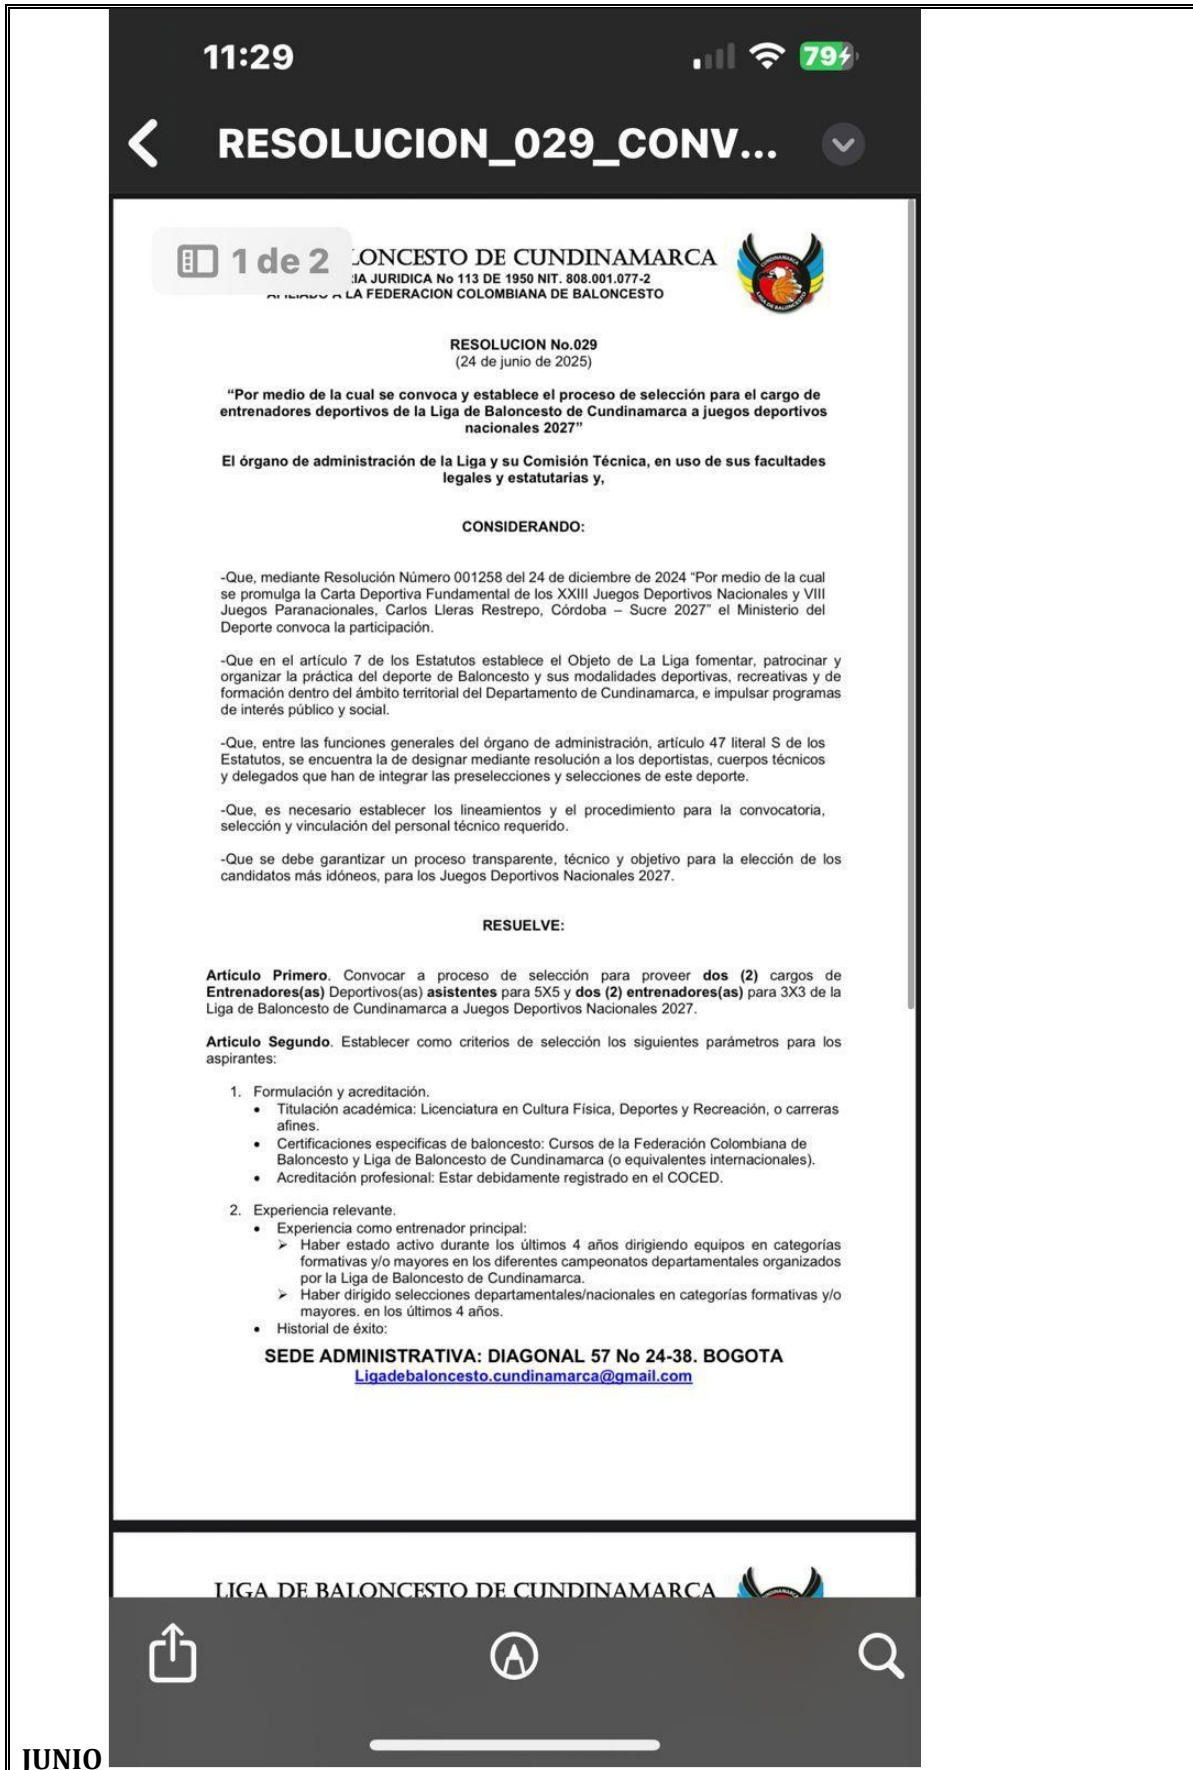 11:29
79
RESOLUCION_029_CONV...
1 de 2
LONCESTO DE CUNDINAMARCA
IA JURIDICA No 113 DE 1950 NIT. 808.001.077-2
LA FEDERACION COLOMBIANA DE BALONCESTO
CUNDINAMARCA
LIGA DE BALONCESTO
RESOLUCION No.029
(24 de junio de 2025)
“Por medio de la cual se convoca y establece el proceso de selección para el cargo de
entrenadores deportivos de la Liga de Baloncesto de Cundinamarca a juegos deportivos
nacionales 2027”
El órgano de administración de la Liga y su Comisión Técnica, en uso de sus facultades
legales y estatutarias y,
CONSIDERANDO:
-Que, mediante Resolución Número 001258 del 24 de diciembre de 2024 “Por medio de la cual
se promulga la Carta Deportiva Fundamental de los XXIII Juegos Deportivos Nacionales y VIII
Juegos Paranacionales, Carlos Lleras Restrepo, Córdoba – Sucre 2027” el Ministerio del
Deporte convoca la participación.
-Que en el artículo 7 de los Estatutos establece el Objeto de La Liga fomentar, patrocinar y
organizar la práctica del deporte de Baloncesto y sus modalidades deportivas, recreativas y de
formación dentro del ámbito territorial del Departamento de Cundinamarca, e impulsar programas
de interés público y social.
-Que, entre las funciones generales del órgano de administración, artículo 47 literal S de los
Estatutos, se encuentra la de designar mediante resolución a los deportistas, cuerpos técnicos
y delegados que han de integrar las preselecciones y selecciones de este deporte.
-Que, es necesario establecer los lineamientos y el procedimiento para la convocatoria,
selección y vinculación del personal técnico requerido.
-Que se debe garantizar un proceso transparente, técnico y objetivo para la elección de los
candidatos más idóneos, para los Juegos Deportivos Nacionales 2027.
RESUELVE:
Artículo Primero. Convocar a proceso de selección para proveer dos (2) cargos de
Entrenadores(as) Deportivos(as) asistentes para 5X5 y dos (2) entrenadores(as) para 3X3 de la
Liga de Baloncesto de Cundinamarca a Juegos Deportivos Nacionales 2027.
Articulo Segundo. Establecer como criterios de selección los siguientes parámetros para los
aspirantes:
1. Formulación y acreditación.
• Titulación académica: Licenciatura en Cultura Física, Deportes y Recreación, o carreras
afines.
• Certificaciones especificas de baloncesto: Cursos de la Federación Colombiana de
Baloncesto y Liga de Baloncesto de Cundinamarca (o equivalentes internacionales).
• Acreditación profesional: Estar debidamente registrado en el COCED.
2. Experiencia relevante.
• Experiencia como entrenador principal:
➢ Haber estado activo durante los últimos 4 años dirigiendo equipos en categorías
formativas y/o mayores en los diferentes campeonatos departamentales organizados
por la Liga de Baloncesto de Cundinamarca.
➢ Haber dirigido selecciones departamentales/nacionales en categorías formativas y/o
mayores. en los últimos 4 años.
• Historial de éxito:
SEDE ADMINISTRATIVA: DIAGONAL 57 No 24-38. BOGOTA
Ligadebaloncesto.cundinamarca@gmail.com
LIGA DE BALONCESTO DE CUNDINAMARCA
JUNIO